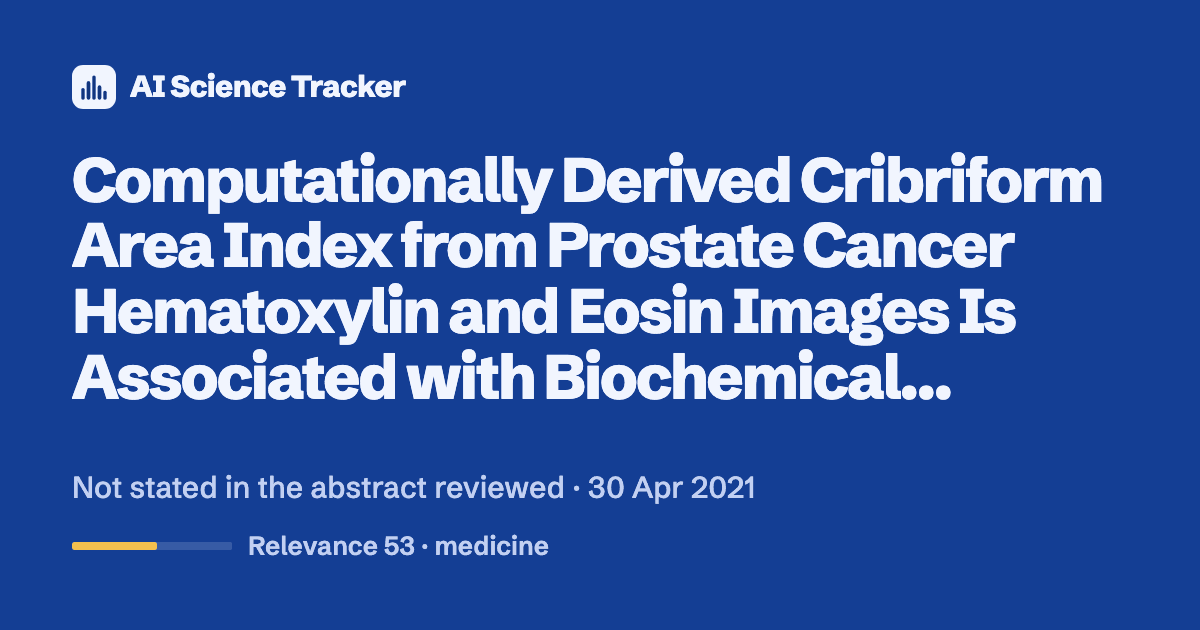 AI Science Tracker
Computationally Derived Cribriform
Area Index from Prostate Cancer
Hematoxylin and Eosin Images Is
Associated with Biochemical...
Not stated in the abstract reviewed · 30 Apr 2021
Relevance 53 · medicine